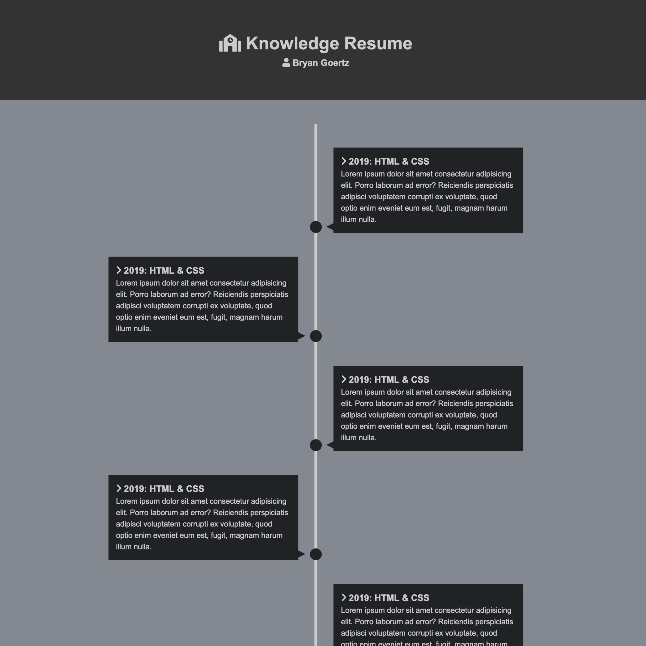 Knowledge Resume
Bryan Goertz
2019: HTML & CSS
Lorem ipsum dolor sit amet consectetur adipisicing
elit. Porro laborum ad error? Reiciendis perspiciatis
adipisci voluptatem corrupti ex voluptate, quod
optio enim eveniet eum est, fugit, magnam harum
illum nulla.
2019: HTML & CSS
Lorem ipsum dolor sit amet consectetur adipisicing
elit. Porro laborum ad error? Reiciendis perspiciatis
adipisci voluptatem corrupti ex voluptate, quod
optio enim eveniet eum est, fugit, magnam harum
illum nulla.
2019: HTML & CSS
Lorem ipsum dolor sit amet consectetur adipisicing
elit. Porro laborum ad error? Reiciendis perspiciatis
adipisci voluptatem corrupti ex voluptate, quod
optio enim eveniet eum est, fugit, magnam harum
illum nulla.
2019: HTML & CSS
Lorem ipsum dolor sit amet consectetur adipisicing
elit. Porro laborum ad error? Reiciendis perspiciatis
adipisci voluptatem corrupti ex voluptate, quod
optio enim eveniet eum est, fugit, magnam harum
illum nulla.
2019: HTML & CSS
Lorem ipsum dolor sit amet consectetur adipisicing
elit. Porro laborum ad error? Reiciendis perspiciatis
adipisci voluptatem corrupti ex voluptate, quod
optio enim eveniet eum est, fugit, magnam harum